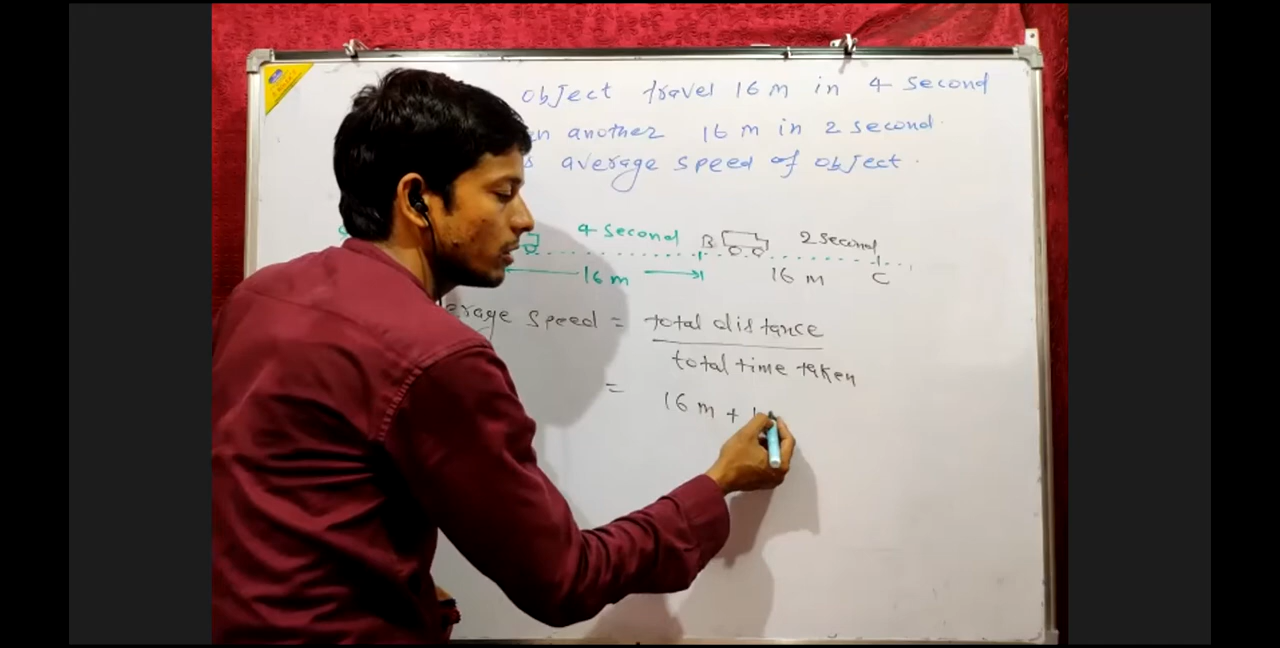 object travel 16 m in 4 second
another 16 m in 2 second
average speed of object.
4 second B 2 second
16 m 16 m C
erage speed = total distance
total time taken
= 16 m +